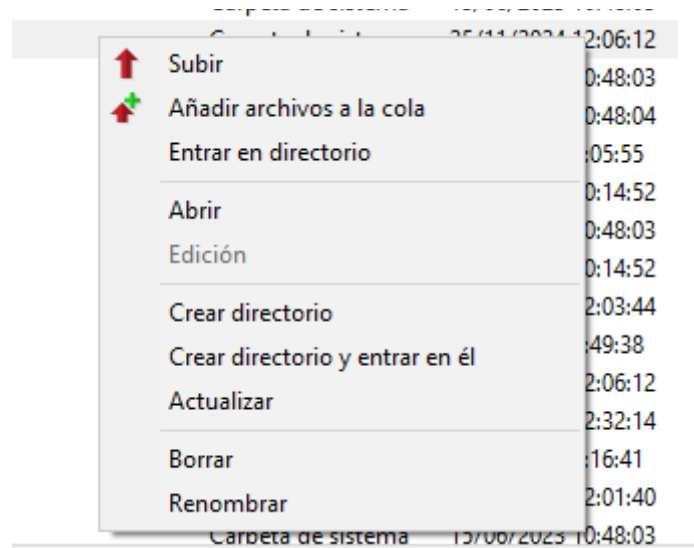 25/11/2024 12:06:12
Subir
0:48:03
Añadir archivos a la cola
0:48:04
Entrar en directorio
:05:55
0:14:52
Abrir
0:48:03
Edición
0:14:52
Crear directorio
2:03:44
Crear directorio y entrar en él
:49:38
2:06:12
Actualizar
2:32:14
Borrar
:16:41
Renombrar
2:01:40
Carpeta de sistema 15/06/2023 10:48:03